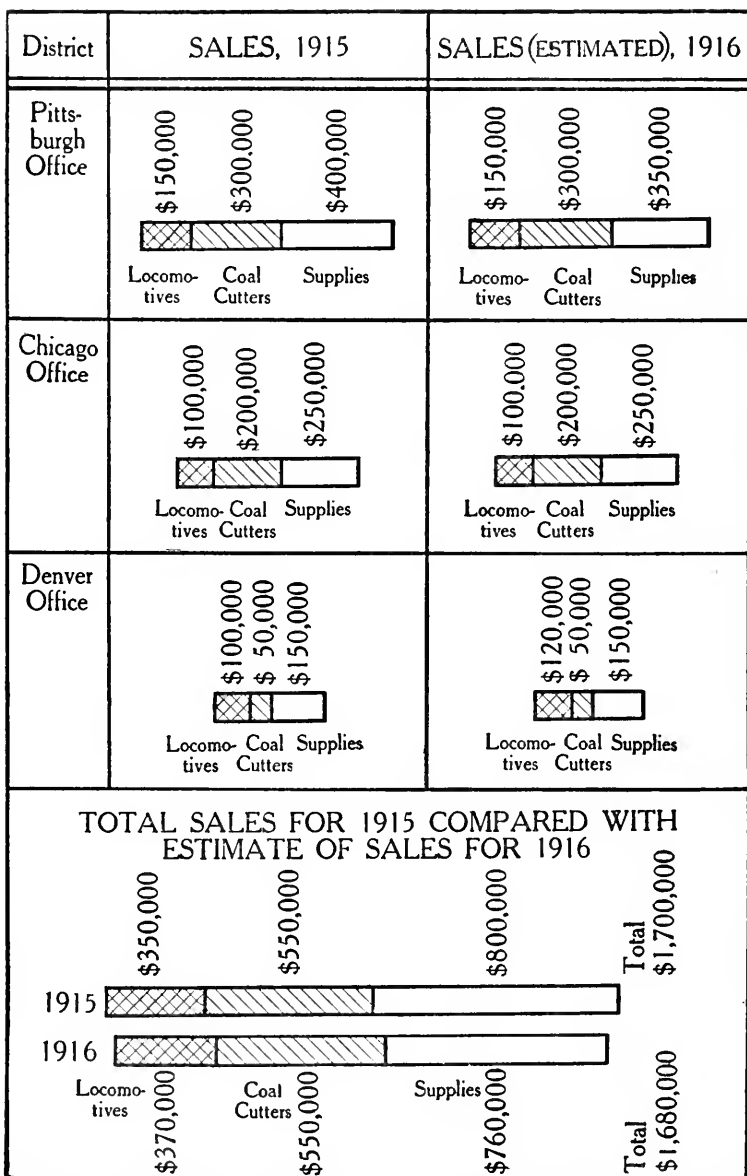 District
SALES, 1915
SALES (ESTIMATED), 1916
Pitts-
burgh
Office
$150,000
$300,000
$400,000
Locomo-
tives
Coal
Cutters
Supplies
$150,000
$300,000
$350,000
Locomo-
tives
Coal
Cutters
Supplies
Chicago
Office
$100,000
$200,000
$250,000
Locomo-
tives
Coal
Cutters
Supplies
$100.000
$200,000
$250,000
Locomo-
tives
Coal
Cutters
Supplies
Denver
Office
$100,000
$ 50,000
$150,000
Locomo-
tives
Coal
Cutters
Supplies
$120,000
$ 50,000
$150,000
Locomo-
tives
Coal
Cutters
Supplies
TOTAL SALES FOR 1915 COMPARED WITH
ESTIMATE OF SALES FOR 1916
$350,000
$550,000
$800,000
Total
$1,700,000
1915
1916
Locomo-
tives
Coal
Cutters
Supplies
$370,000
$550,000
$760,000
Total
$1,680,000